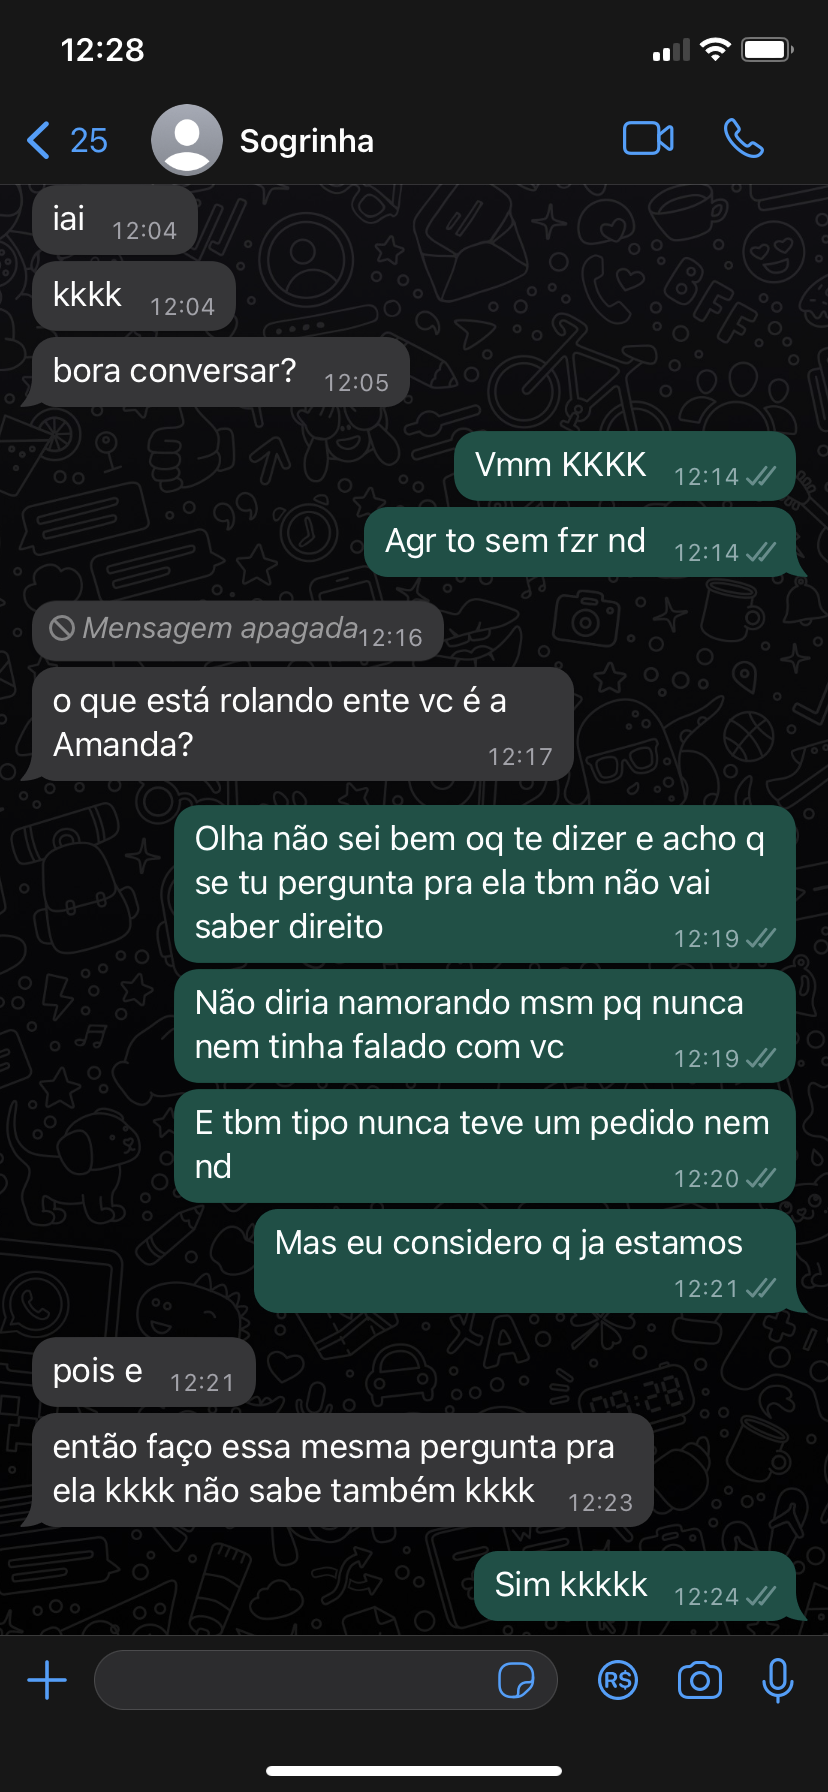 12:28
25
Sogrinha
iai 12:04
kkkk 12:04
bora conversar? 12:05
Vmm KKKK 12:14
Agr to sem fzr nd 12:14
Mensagem apagada 12:16
o que está rolando ente vc é a
Amanda? 12:17
Olha não sei bem oq te dizer e acho q
se tu pergunta pra ela tbm não vai
saber direito 12:19
Não diria namorando msm pq nunca
nem tinha falado com vc 12:19
E tbm tipo nunca teve um pedido nem
nd 12:20
Mas eu considero q ja estamos
12:21
pois e 12:21
então faço essa mesma pergunta pra
ela kkkk não sabe também kkkk 12:23
Sim kkkkk 12:24
R$